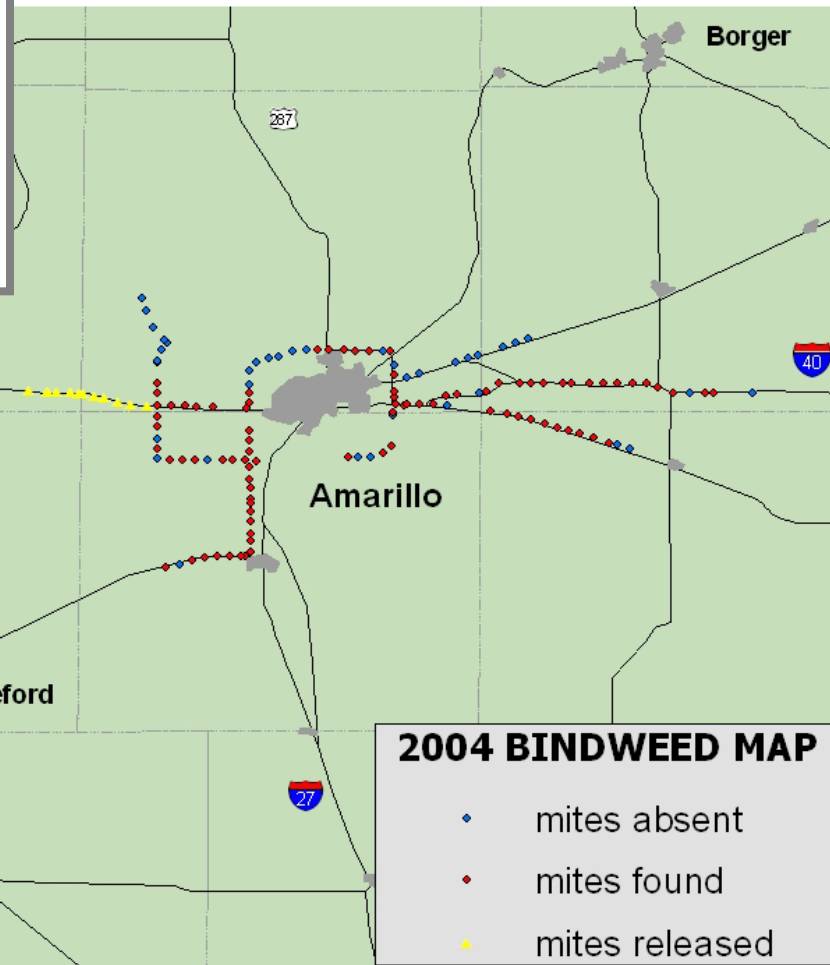 Borger
287
40
Amarillo
eford
27
2004 BINDWEED MAP
mites absent
mites found
mites released